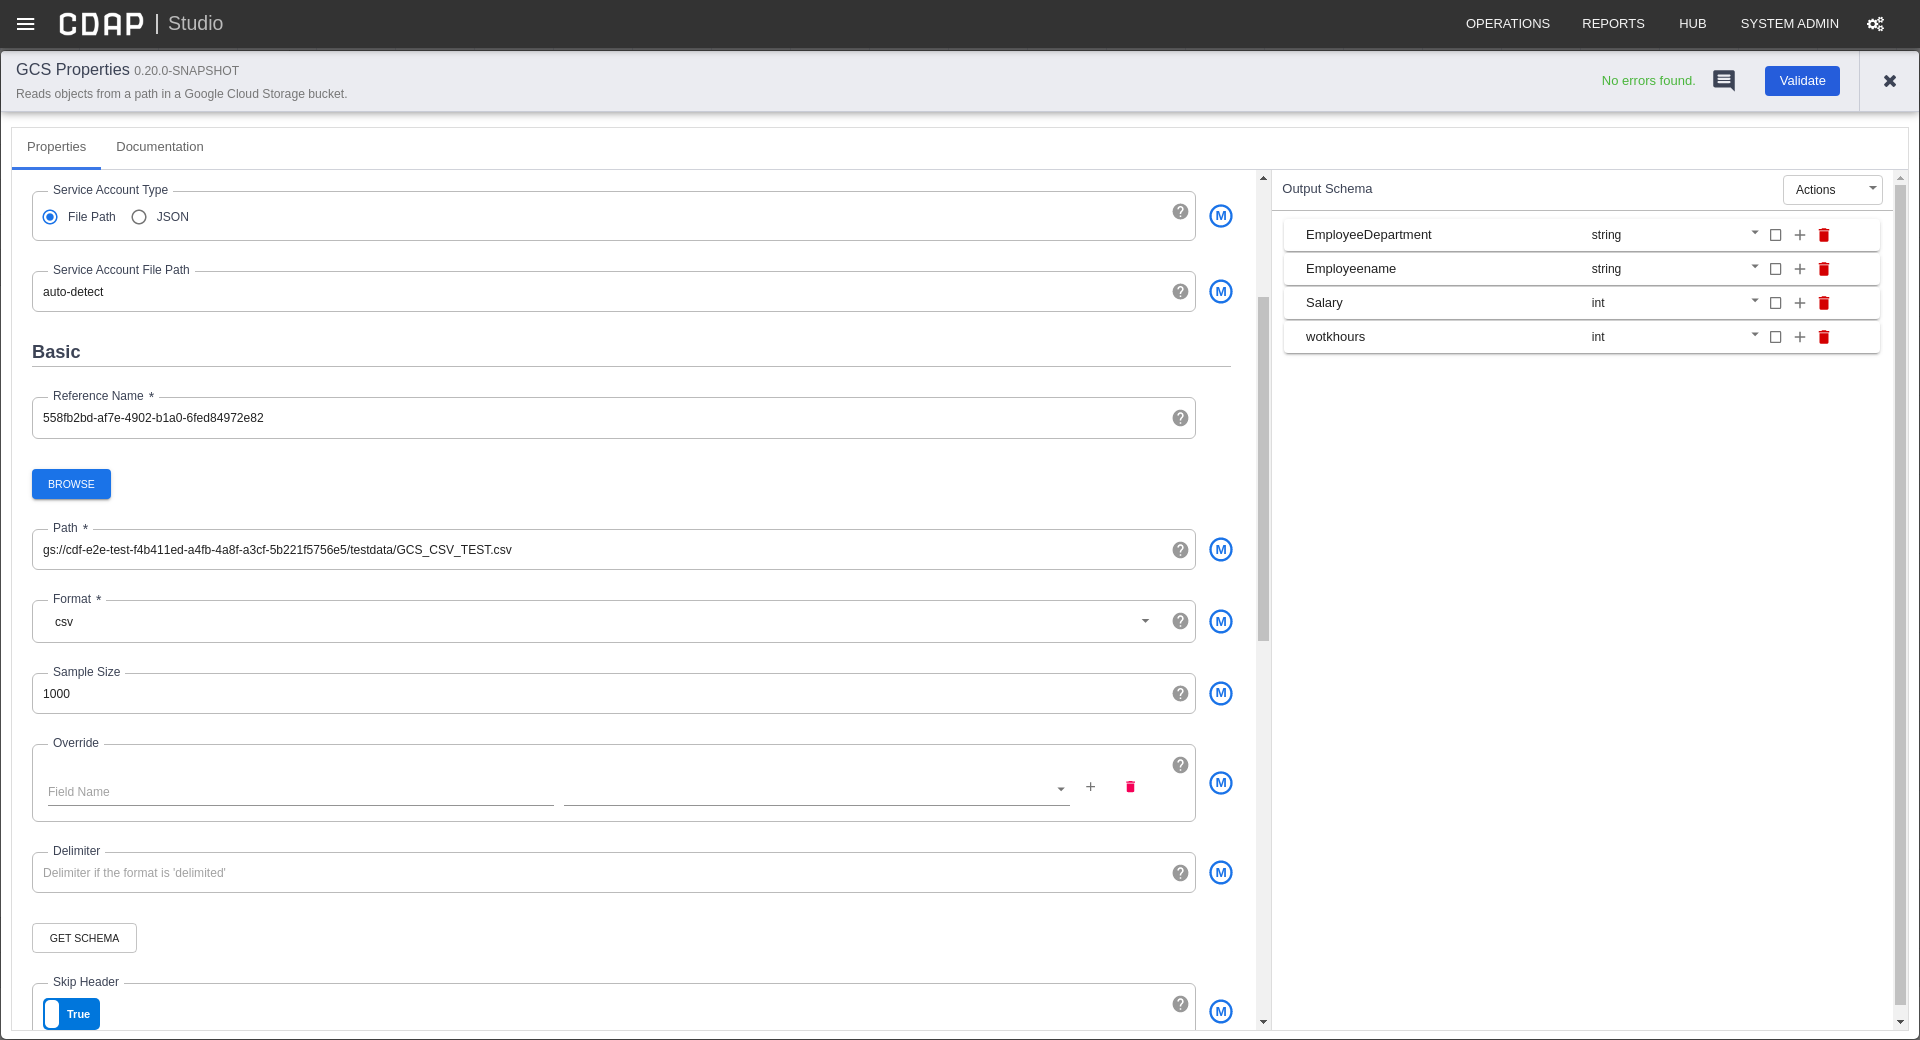 CDAP | Studio
OPERATIONS REPORTS HUB SYSTEM ADMIN
GCS Properties 0.20.0-SNAPSHOT
Reads objects from a path in a Google Cloud Storage bucket.
No errors found.
Validate
Properties Documentation
Service Account Type
File Path JSON
M
Service Account File Path
auto-detect
M
Basic
Reference Name *
558fb2bd-af7e-4902-b1a0-6fed84972e82
BROWSE
Path *
gs://cdf-e2e-test-f4b411ed-a4fb-4a8f-a3cf-5b221f5756e5/testdata/GCS_CSV_TEST.csv
M
Format *
csv
M
Sample Size
1000
M
Override
Field Name
M
Delimiter
Delimiter if the format is 'delimited'
M
GET SCHEMA
Skip Header
True
M
Output Schema
Actions
EmployeeDepartment string
Employeename string
Salary int
wotkhours int